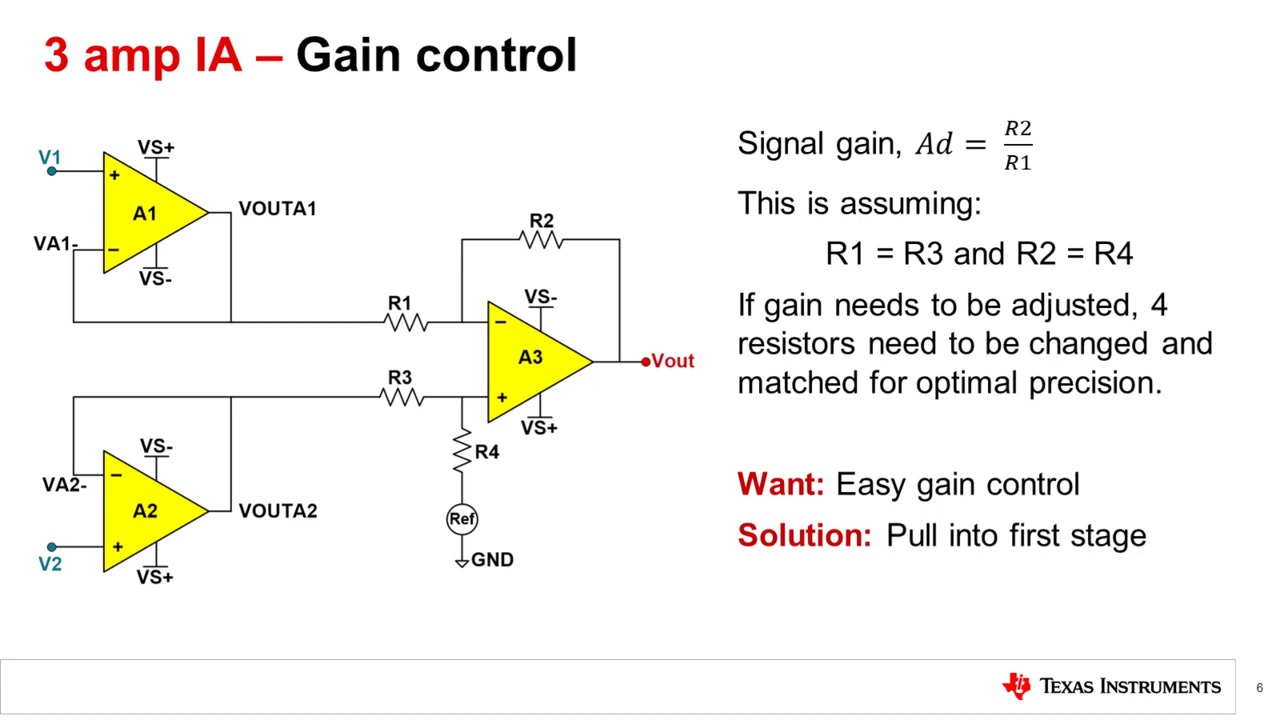 3 amp IA – Gain control
V1
VS+
+
A1
VOUTA1
VA1-
−
VS-
R2
R1
VS-
−
A3
Vout
R3
+
VS+
R4
VS-
−
VA2-
A2
VOUTA2
Ref
+
V2
VS+
GND
Signal gain, Ad = R2/R1
This is assuming:
R1 = R3 and R2 = R4
If gain needs to be adjusted, 4
resistors need to be changed and
matched for optimal precision.
Want: Easy gain control
Solution: Pull into first stage
TEXAS INSTRUMENTS
6